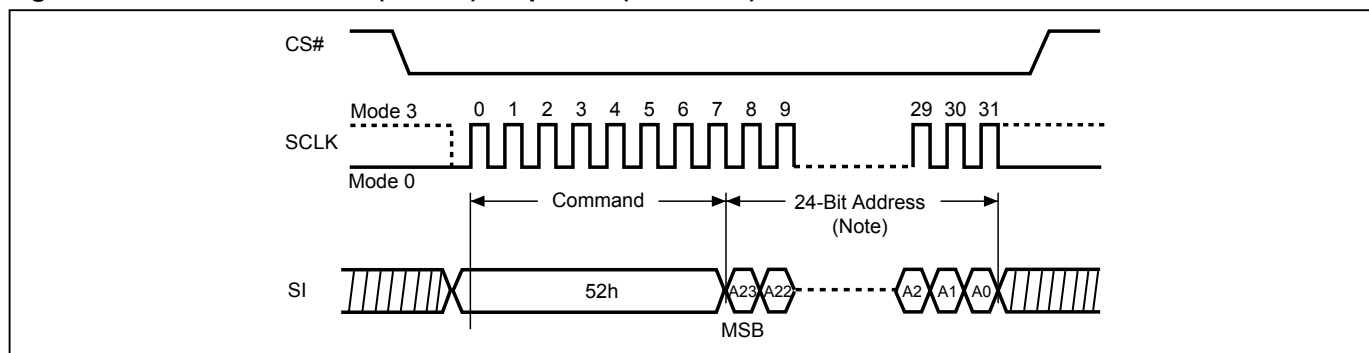 CS#
Mode 3
0 1 2 3 4 5 6 7 8 9 29 30 31
SCLK
Mode 0
Command
24-Bit Address
(Note)
SI
52h
A23 A22 A2 A1 A0
MSB